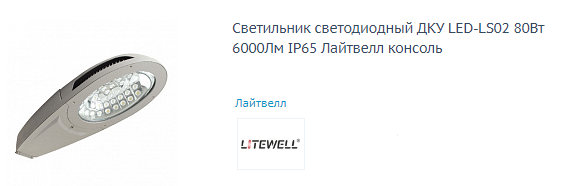 Светильник светодиодный ДКУ LED-LS02 80Вт
6000Лм IP65 Лайтвелл консоль
Лайтвелл
LITEWELL®